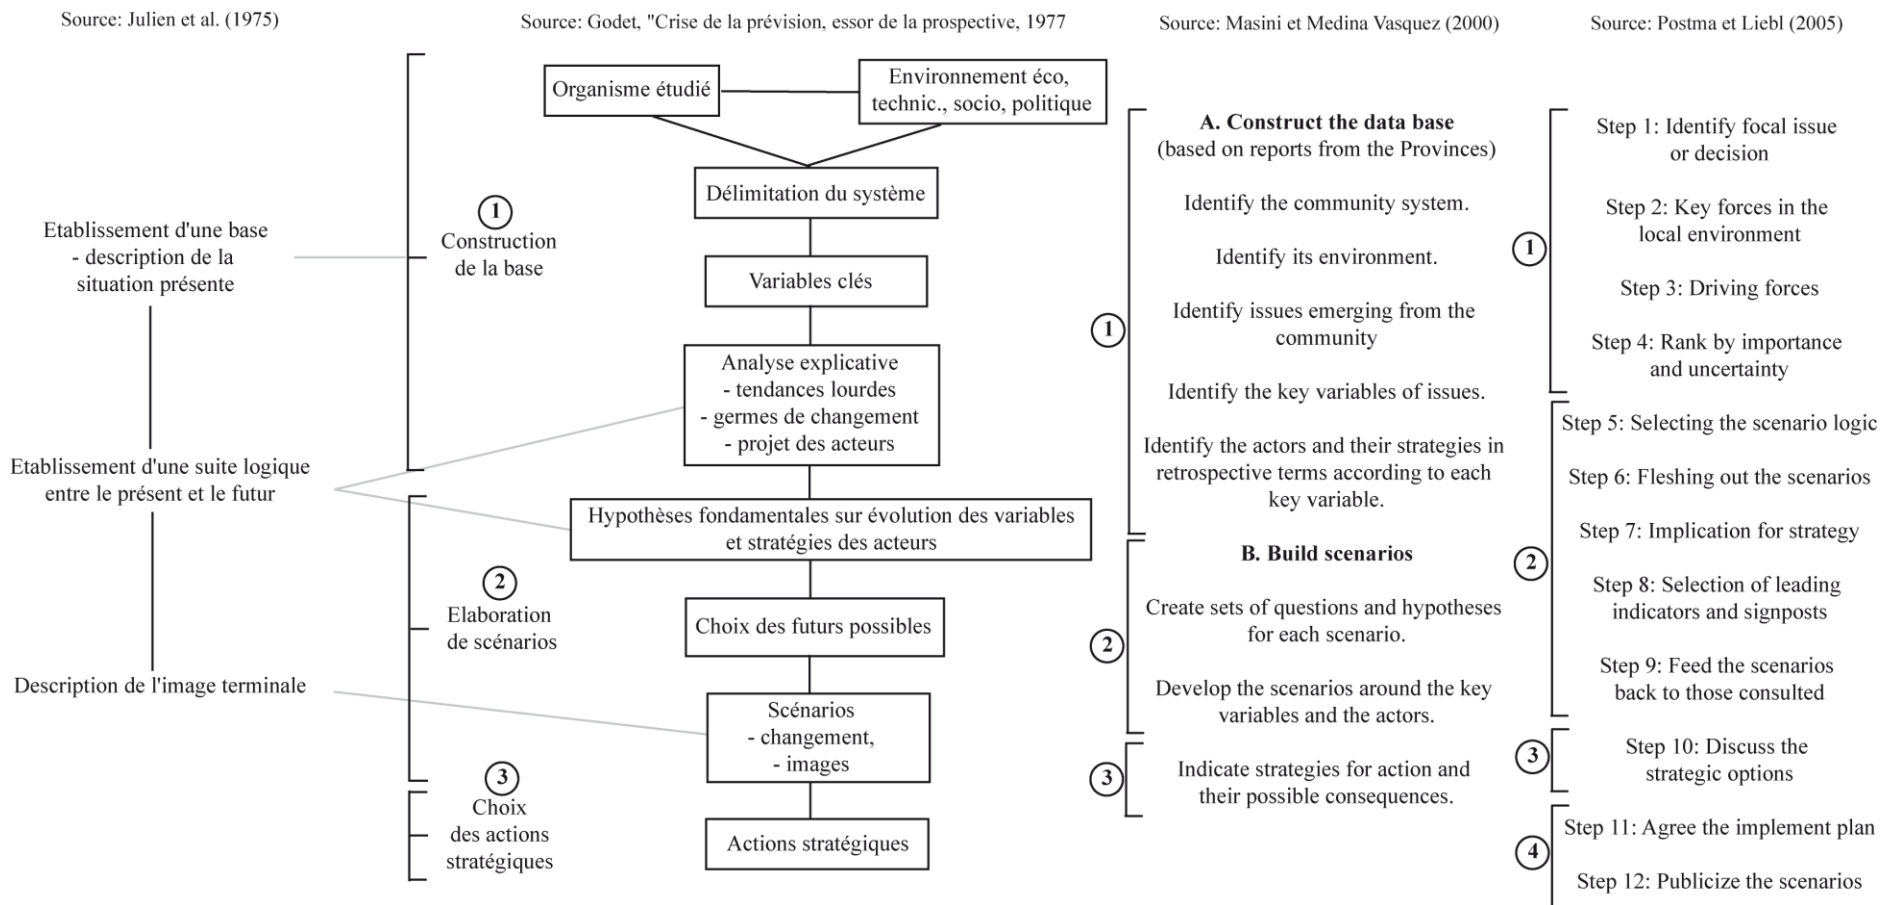 Source: Julien et al. (1975)
Etablissement d'une base
- description de la
situation présente
Etablissement d'une suite logique
entre le présent et le futur
Description de l'image terminale
Source: Godet, "Crise de la prévision, essor de la prospective, 1977
1
Construction
de la base
2
Elaboration
de scénarios
3
Choix
des actions
stratégiques
Organisme étudié
Environnement éco,
technic., socio, politique
Délimitation du système
Variables clés
Analyse explicative
- tendances lourdes
- germes de changement
- projet des acteurs
Hypothèses fondamentales sur évolution des variables
et stratégies des acteurs
Choix des futurs possibles
Scénarios
- changement,
- images
Actions stratégiques
Source: Masini et Medina Vasquez (2000)
1
A. Construct the data base
(based on reports from the Provinces)
Identify the community system.
Identify its environment.
Identify issues emerging from the
community
Identify the key variables of issues.
Identify the actors and their strategies in
retrospective terms according to each
key variable.
2
B. Build scenarios
Create sets of questions and hypotheses
for each scenario.
Develop the scenarios around the key
variables and the actors.
3
Indicate strategies for action and
their possible consequences.
Source: Postma et Liebl (2005)
1
Step 1: Identify focal issue
or decision
Step 2: Key forces in the
local environment
Step 3: Driving forces
Step 4: Rank by importance
and uncertainty
2
Step 5: Selecting the scenario logic
Step 6: Fleshing out the scenarios
Step 7: Implication for strategy
Step 8: Selection of leading
indicators and signposts
Step 9: Feed the scenarios
back to those consulted
3
Step 10: Discuss the
strategic options
4
Step 11: Agree the implement plan
Step 12: Publicize the scenarios